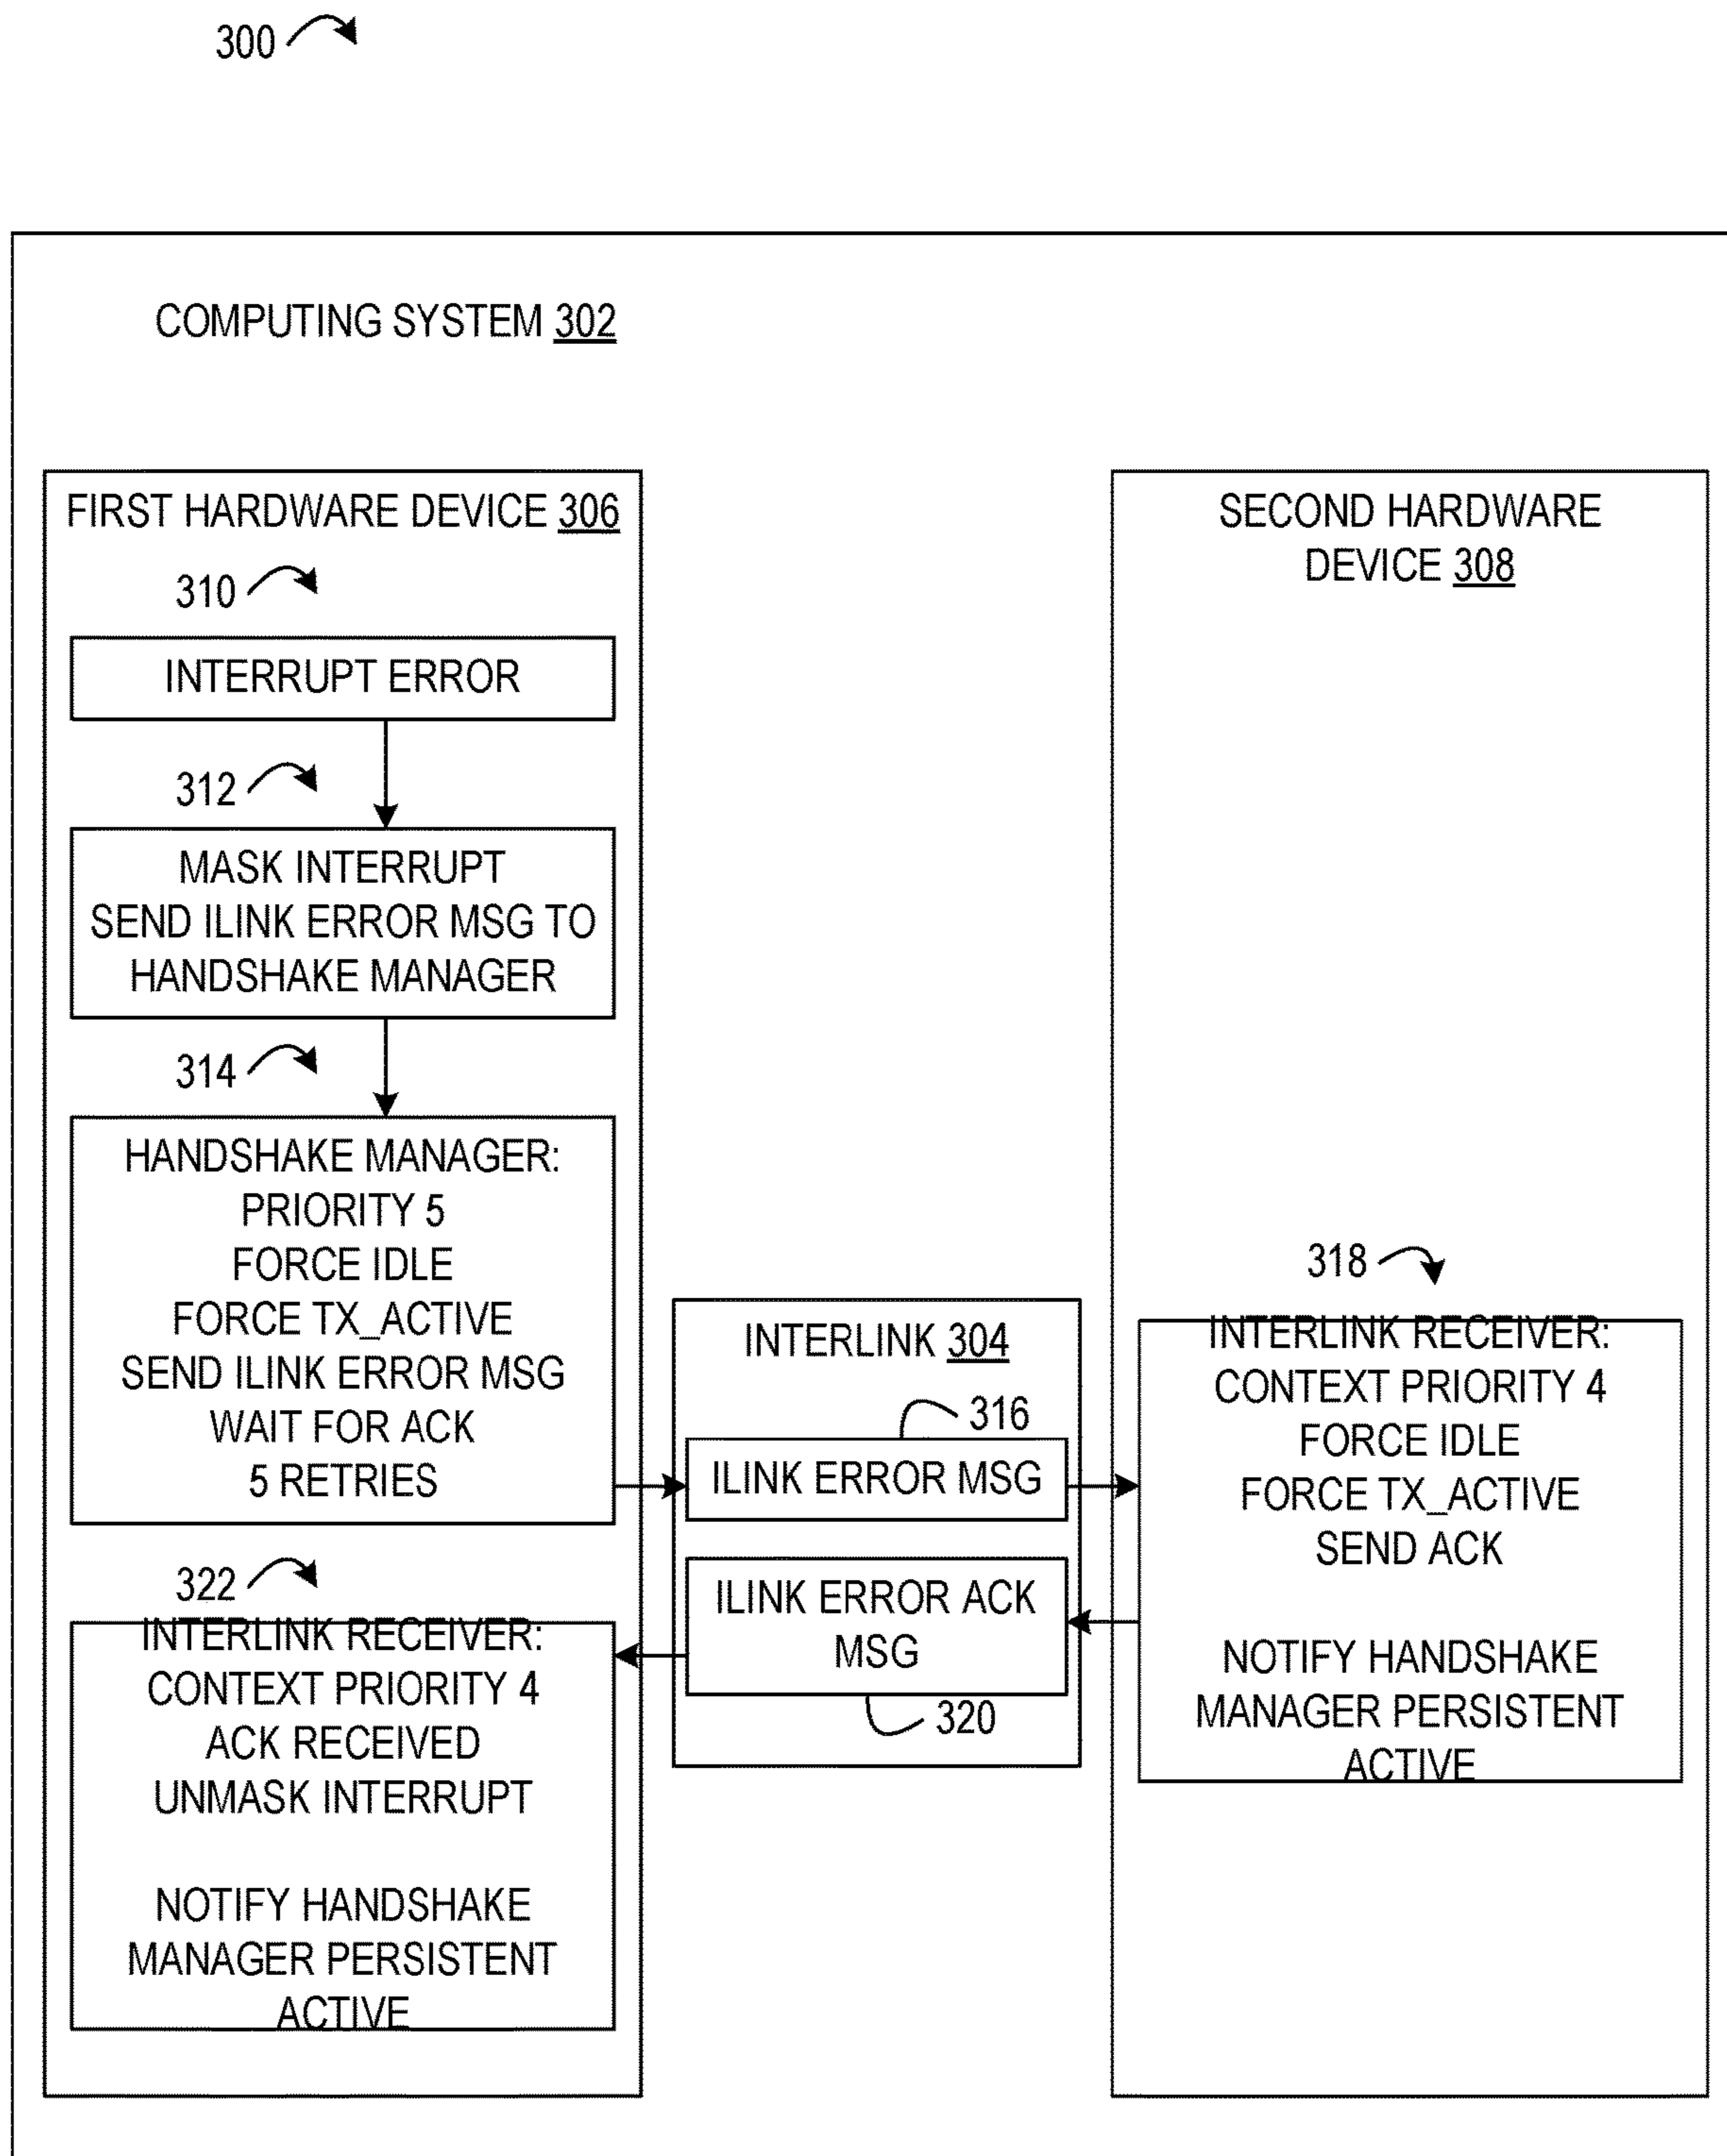 300
COMPUTING SYSTEM 302
FIRST HARDWARE DEVICE 306
310
INTERRUPT ERROR
312
MASK INTERRUPT
SEND ILINK ERROR MSG TO
HANDSHAKE MANAGER
314
HANDSHAKE MANAGER:
PRIORITY 5
FORCE IDLE
FORCE TX_ACTIVE
SEND ILINK ERROR MSG
WAIT FOR ACK
5 RETRIES
322
INTERLINK RECEIVER:
CONTEXT PRIORITY 4
ACK RECEIVED
UNMASK INTERRUPT
NOTIFY HANDSHAKE
MANAGER PERSISTENT
ACTIVE
INTERLINK 304
316
ILINK ERROR MSG
ILINK ERROR ACK
MSG
320
SECOND HARDWARE
DEVICE 308
318
INTERLINK RECEIVER:
CONTEXT PRIORITY 4
FORCE IDLE
FORCE TX_ACTIVE
SEND ACK
NOTIFY HANDSHAKE
MANAGER PERSISTENT
ACTIVE